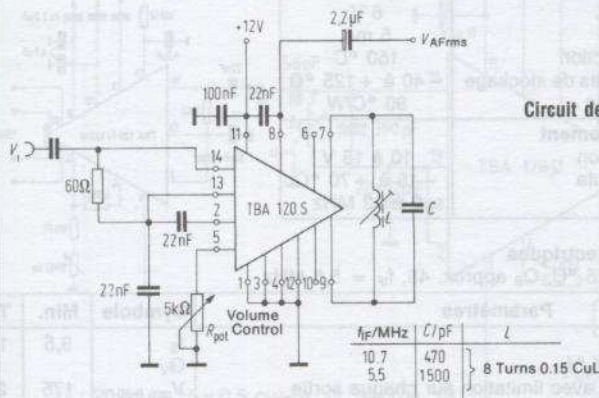 2,2µF
+12V
V_AFrms
100nF
22nF
Circuit de
11 8 6 7
V_I
14
60Ω
13
TBA 120 S
L
C
2
22nF
5
22nF
1 3 4 12 10 9
5kΩ
Volume
Control
R_pot
f_IF/MHz C/pF L
10.7 470
5,5 1500
8 Turns 0.15 CuL